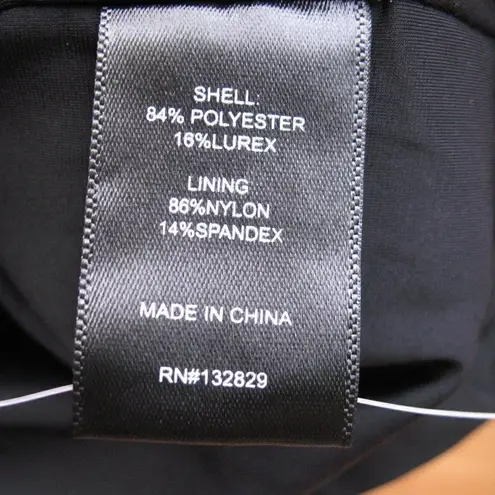 SHELL:
84% POLYESTER
16%LUREX
LINING
86%NYLON
14%SPANDEX
MADE IN CHINA
RN#132829